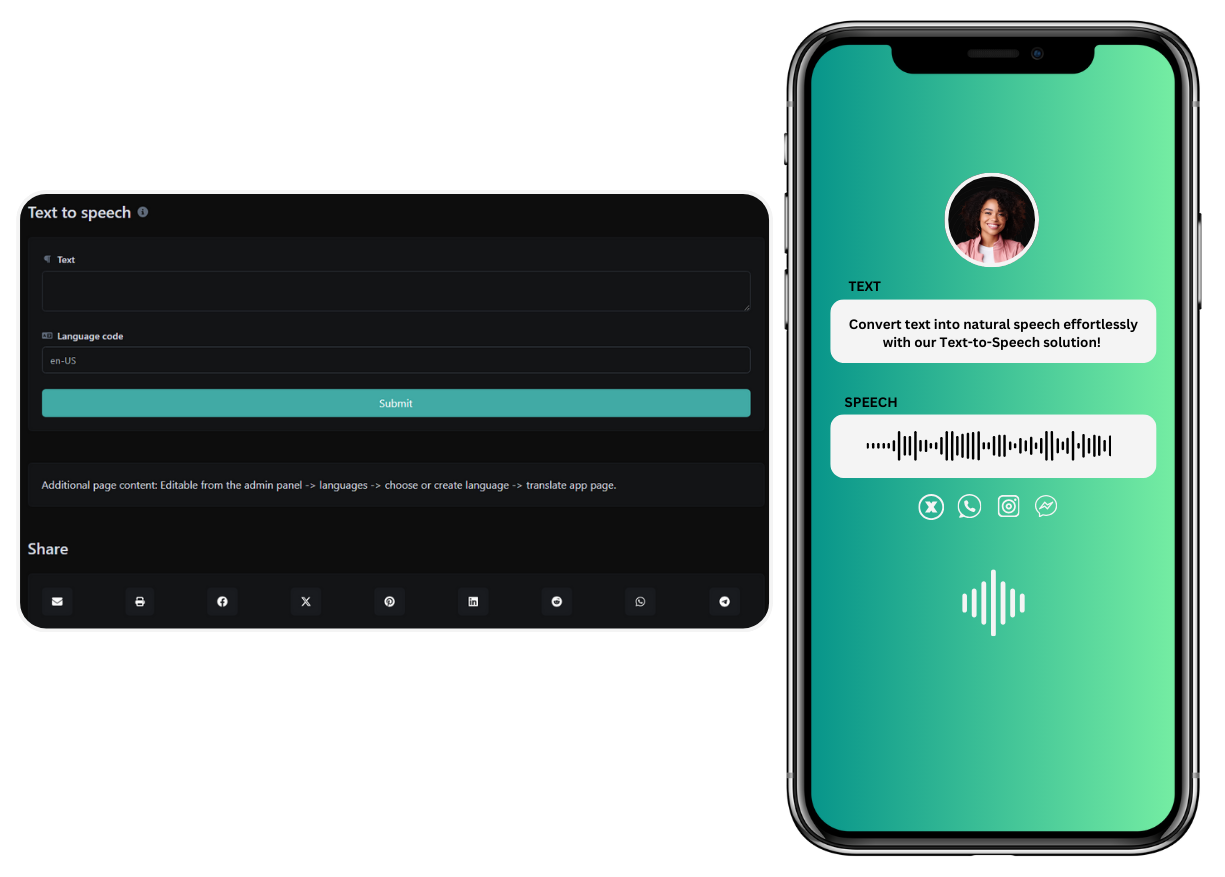 Text to speech
Text
Language code
en-US
Submit
Additional page content: Editable from the admin panel -> languages -> choose or create language -> translate app page.
Share
TEXT
Convert text into natural speech effortlessly
with our Text-to-Speech solution!
SPEECH